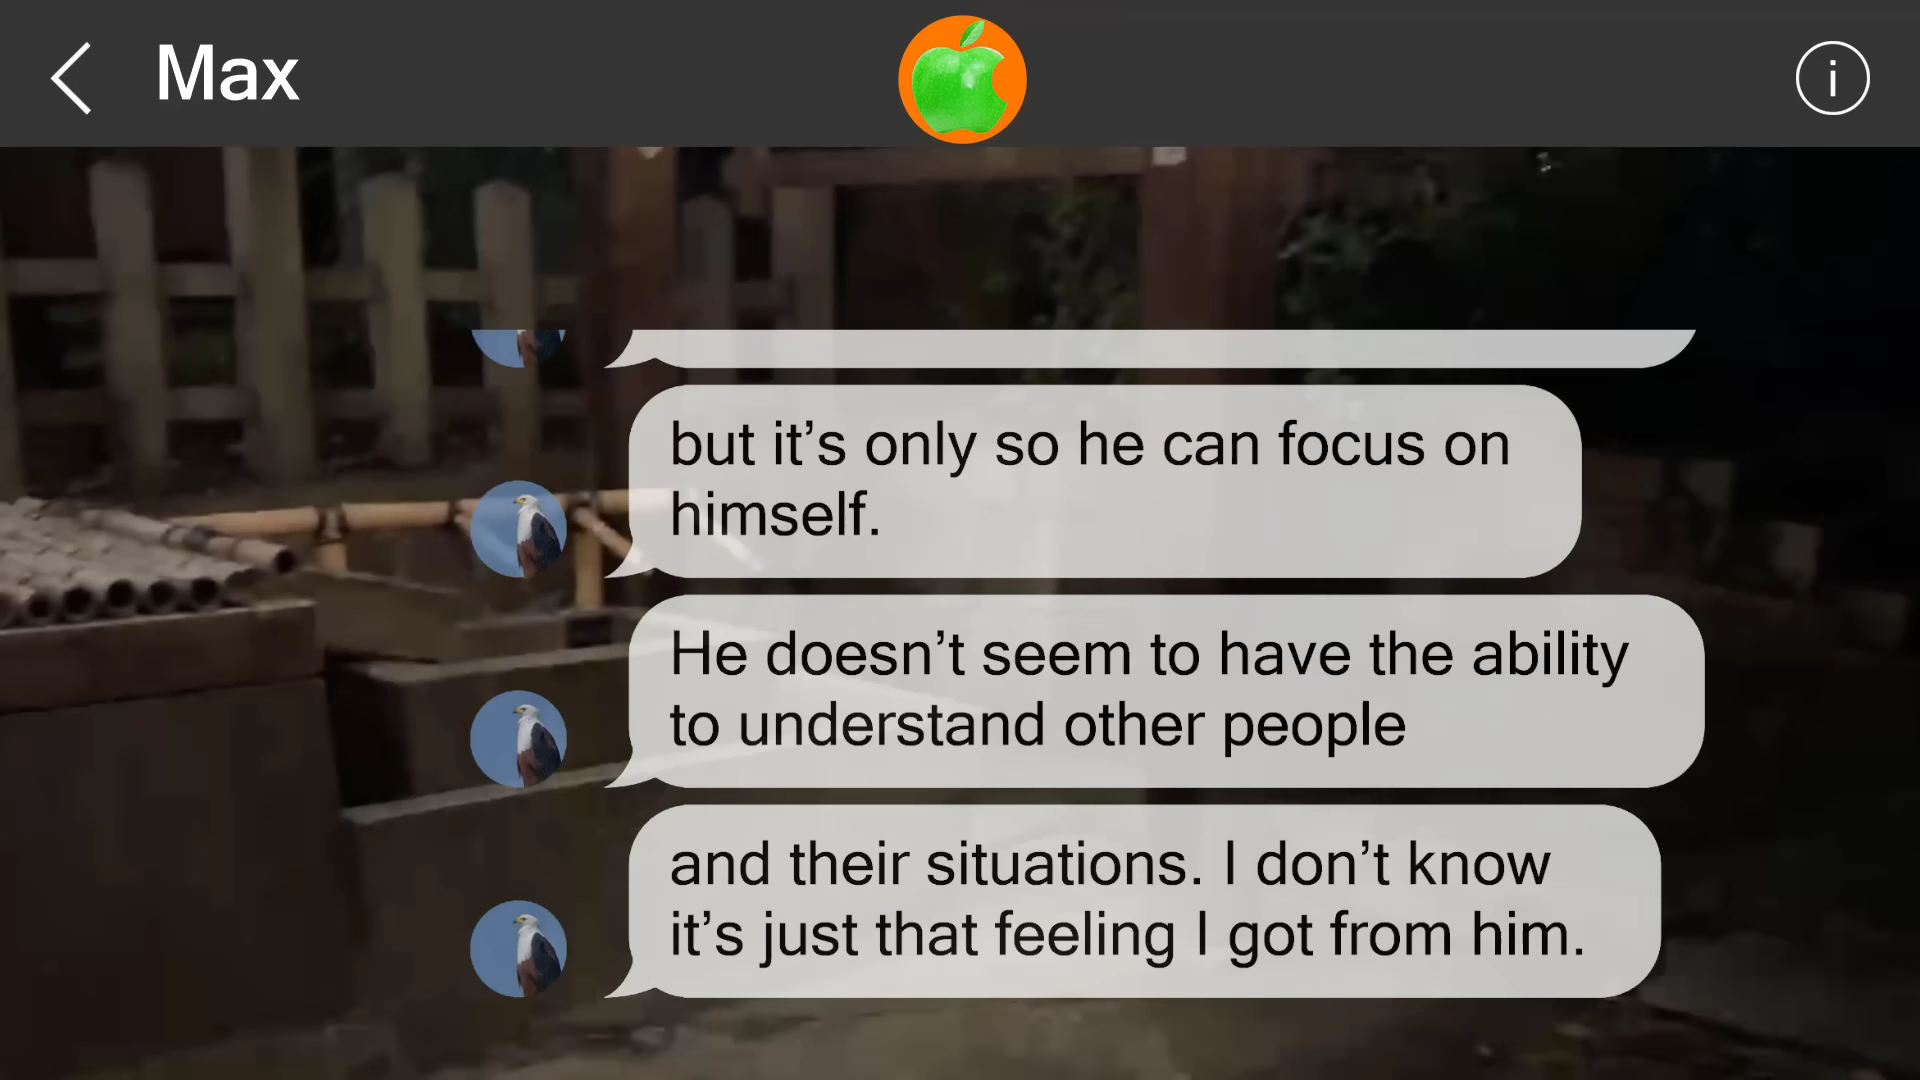 Max
i
but it’s only so he can focus on
himself.
He doesn’t seem to have the ability
to understand other people
and their situations. I don’t know
it’s just that feeling I got from him.